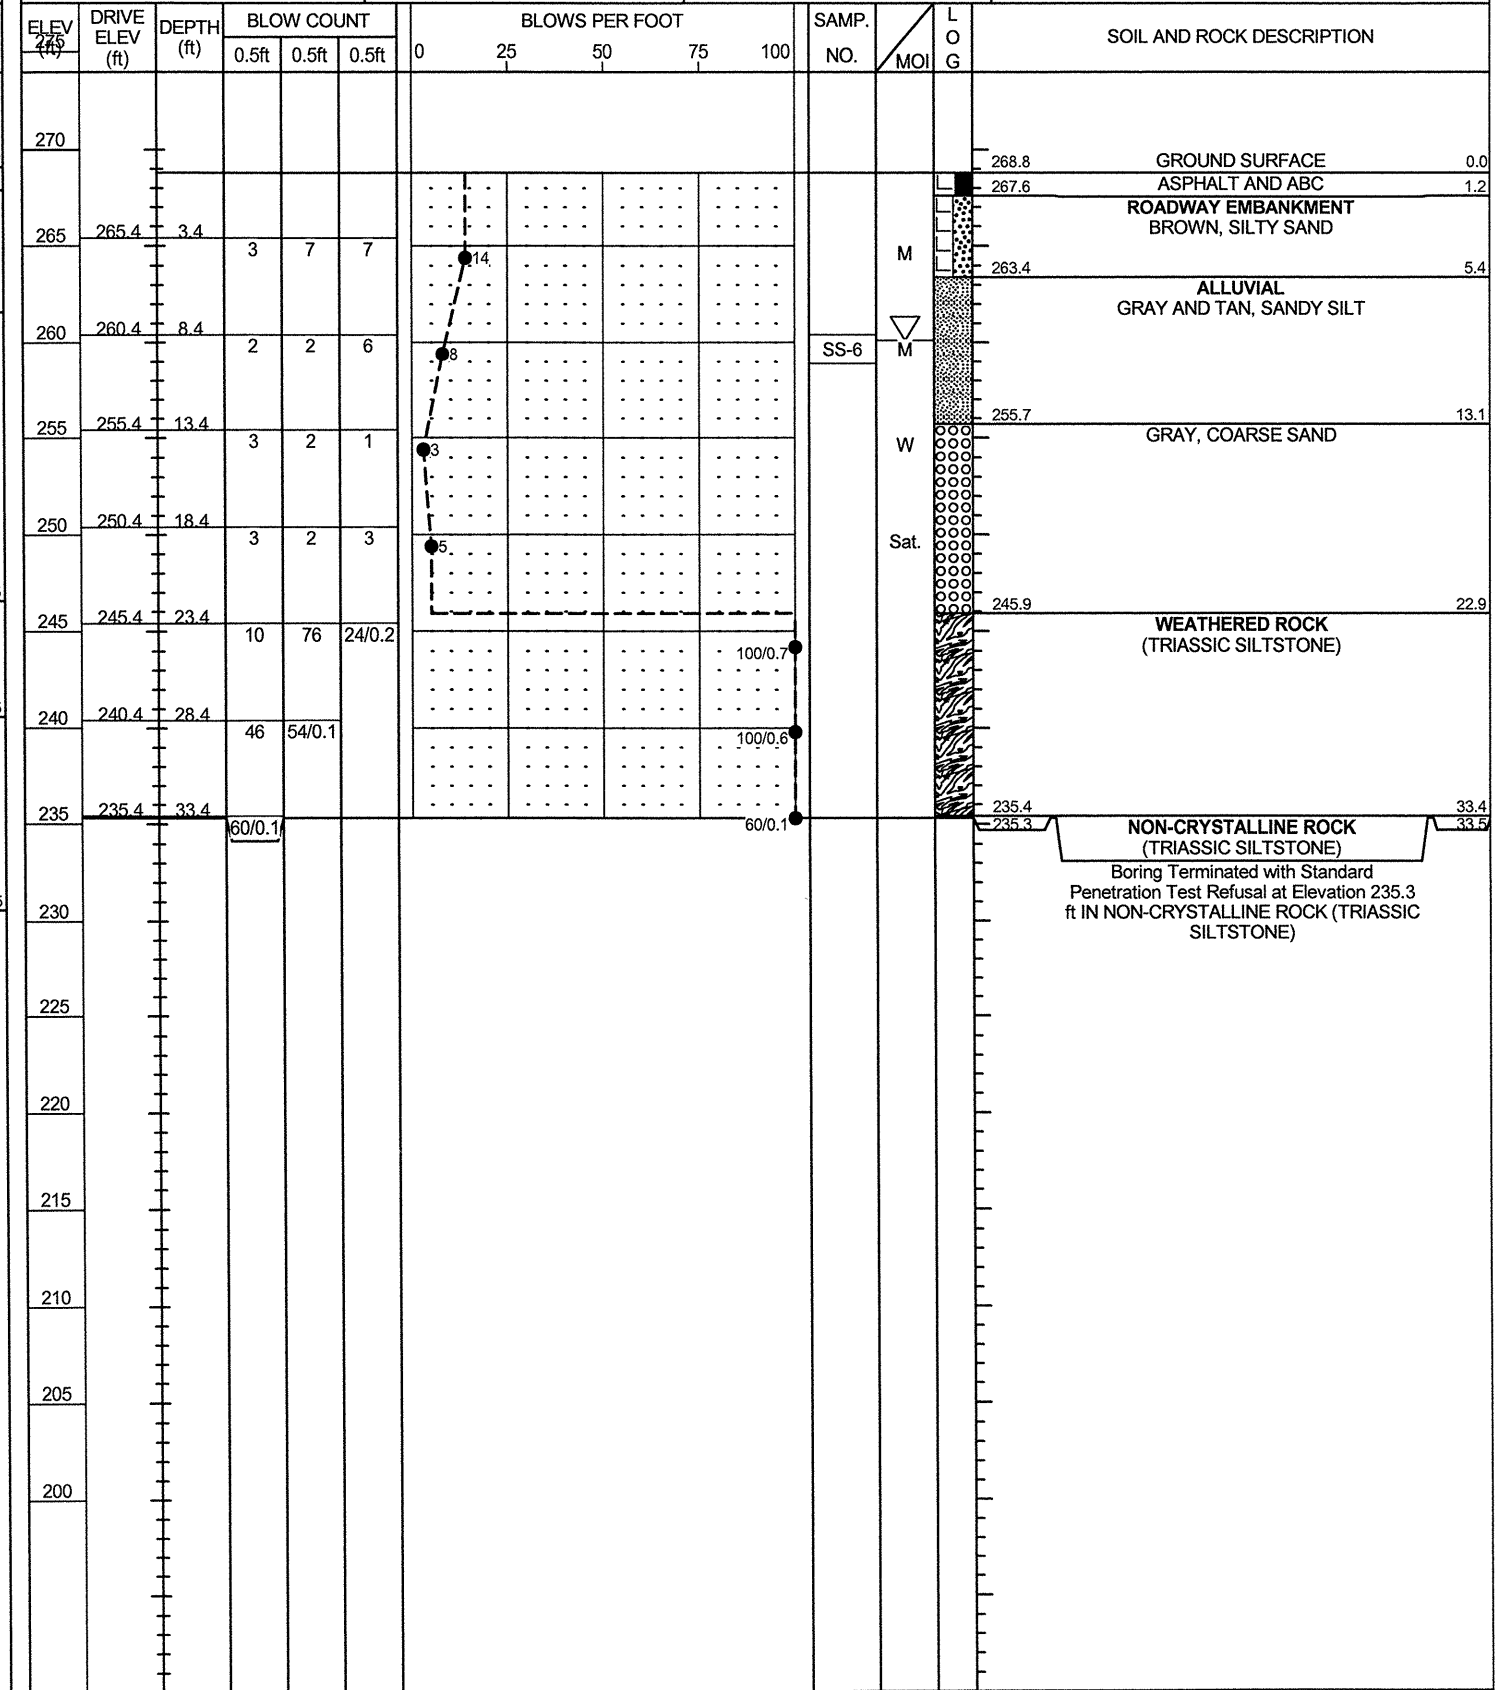 ELEV (ft) DRIVE ELEV (ft) DEPTH (ft) BLOW COUNT BLOWS PER FOOT SAMP. NO. MOI LOG SOIL AND ROCK DESCRIPTION
275 0.5ft 0.5ft 0.5ft 0 25 50 75 100
270
268.8 GROUND SURFACE 0.0
267.6 ASPHALT AND ABC 1.2
ROADWAY EMBANKMENT
BROWN, SILTY SAND
265 265.4 3.4
3 7 7 14 M
263.4 5.4
ALLUVIAL
GRAY AND TAN, SANDY SILT
260 260.4 8.4
2 2 6 8 SS-6 M
255.7 13.1
255 255.4 13.4
3 2 1 3 W GRAY, COARSE SAND
250 250.4 18.4
3 2 3 5 Sat.
245.9 22.9
245 245.4 23.4
WEATHERED ROCK
10 76 24/0.2 100/0.7 (TRIASSIC SILTSTONE)
240 240.4 28.4
46 54/0.1 100/0.6
235 235.4 33.4 235.4 33.4
60/0.1 60/0.1 235.3 NON-CRYSTALLINE ROCK 33.5
(TRIASSIC SILTSTONE)
Boring Terminated with Standard
Penetration Test Refusal at Elevation 235.3
ft IN NON-CRYSTALLINE ROCK (TRIASSIC
SILTSTONE)
230
225
220
215
210
205
200